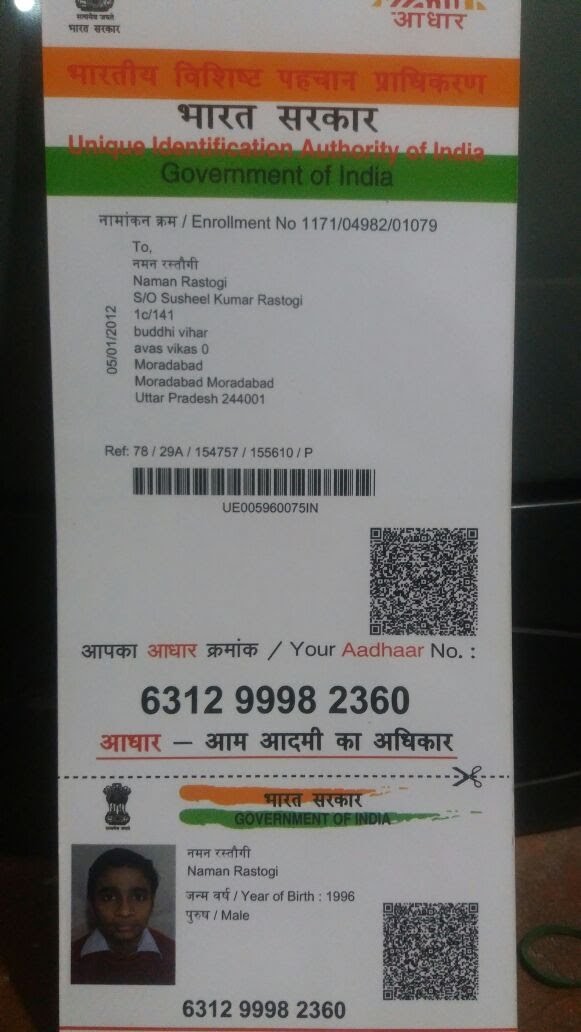 सत्यमेव जयते
भारत सरकार
आधार
भारतीय विशिष्ट पहचान प्राधिकरण
भारत सरकार
Unique Identification Authority of India
Government of India
नामांकन क्रम / Enrollment No 1171/04982/01079
To,
नमन रस्तौगी
Naman Rastogi
S/O Susheel Kumar Rastogi
1c/141
buddhi vihar
avas vikas 0
Moradabad
Moradabad Moradabad
Uttar Pradesh 244001
05/01/2012
Ref: 78 / 29A / 154757 / 155610 / P
UE005960075IN
आपका आधार क्रमांक / Your Aadhaar No. :
6312 9998 2360
आधार – आम आदमी का अधिकार
भारत सरकार
GOVERNMENT OF INDIA
नमन रस्तौगी
Naman Rastogi
जन्म वर्ष / Year of Birth : 1996
पुरुष / Male
6312 9998 2360